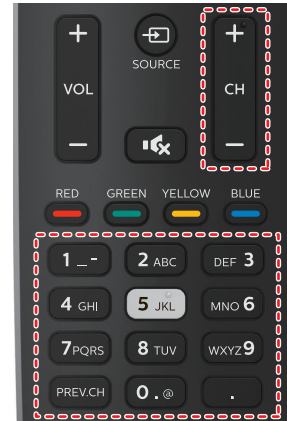 + +
SOURCE
VOL CH
- -
RED GREEN YELLOW BLUE
1 _- 2 ABC DEF 3
4 GHI 5 JKL MNO 6
7PQRS 8 TUV WXYZ9
PREV.CH 0.@ .